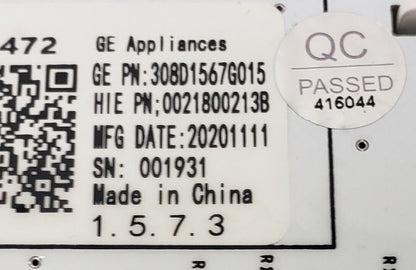 472
GE Appliances
GE PN:308D1567G015
HIE PN;0021800213B
MFG DATE:20201111
SN: 001931
Made in China
1.5.7.3
QC
PASSED
416044
R